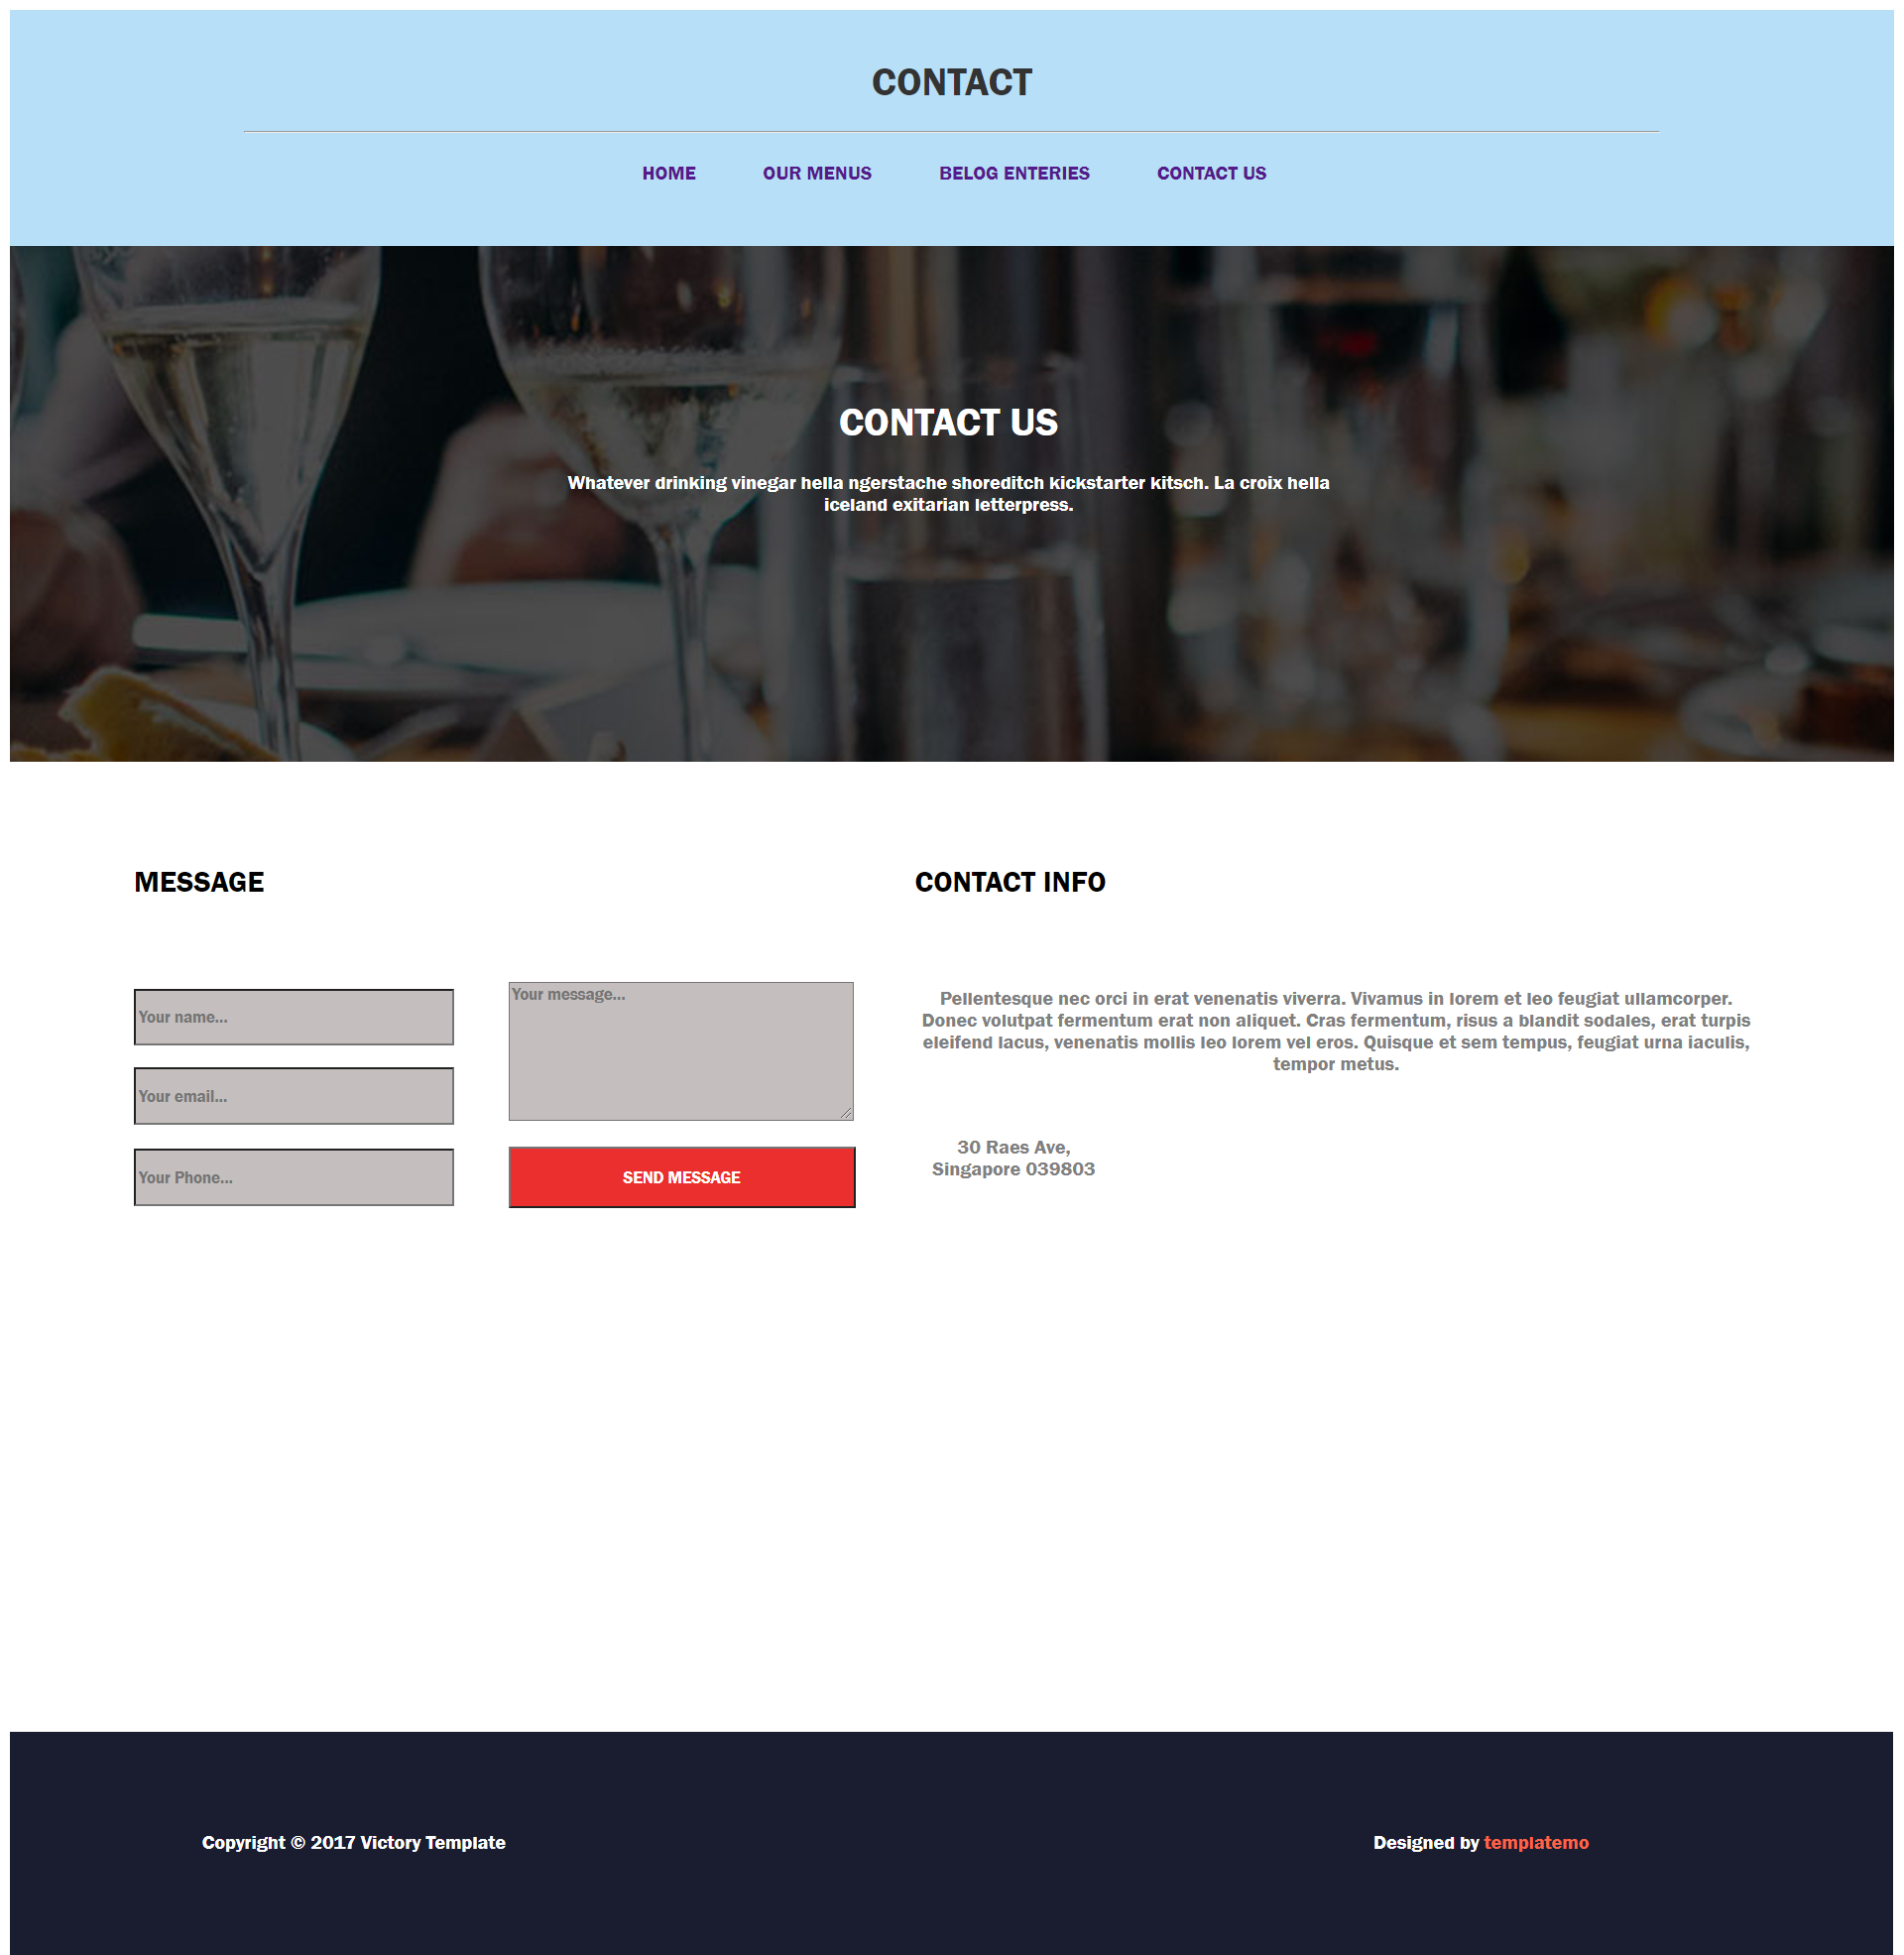 CONTACT
HOME
OUR MENUS
BELOG ENTERIES
CONTACT US
CONTACT US
Whatever drinking vinegar hella ngerstache shoreditch kickstarter kitsch. La croix hella
iceland exitarian letterpress.
MESSAGE
Your name...
Your email...
Your Phone...
Your message...
SEND MESSAGE
CONTACT INFO
Pellentesque nec orci in erat venenatis viverra. Vivamus in lorem et leo feugiat ullamcorper.
Donec volutpat fermentum erat non aliquet. Cras fermentum, risus a blandit sodales, erat turpis
eleifend lacus, venenatis mollis leo lorem vel eros. Quisque et sem tempus, feugiat urna iaculis,
tempor metus.
30 Raes Ave,
Singapore 039803
Copyright © 2017 Victory Template
Designed by templatemo